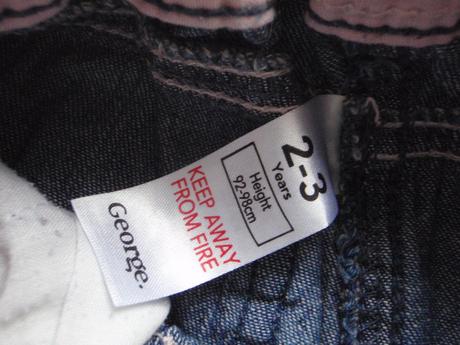 2-3
Years
Height
92-98cm
KEEP AWAY
FROM FIRE
George.